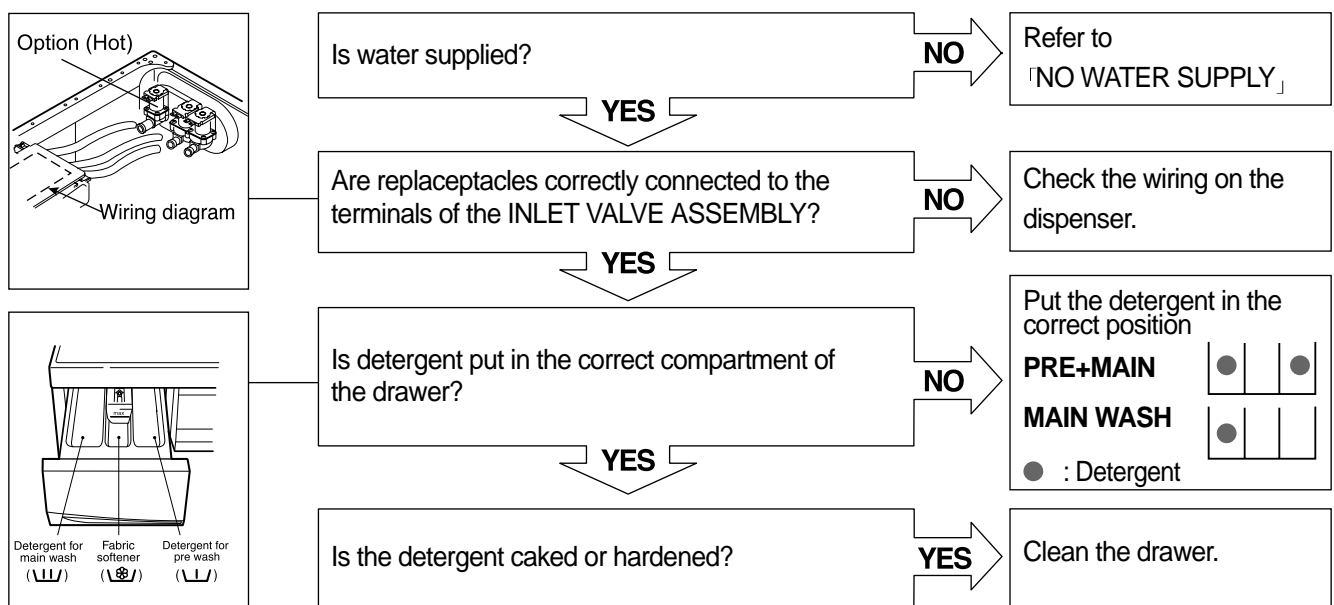 Option (Hot)
Wiring diagram
Is water supplied?
NO
Refer to
「NO WATER SUPPLY」
YES
Are replaceptacles correctly connected to the
terminals of the INLET VALVE ASSEMBLY?
NO
Check the wiring on the
dispenser.
YES
max
Detergent for
main wash
Fabric
softener
Detergent for
pre wash
Is detergent put in the correct compartment of
the drawer?
NO
Put the detergent in the
correct position
PRE+MAIN
MAIN WASH
● : Detergent
YES
Is the detergent caked or hardened?
YES
Clean the drawer.